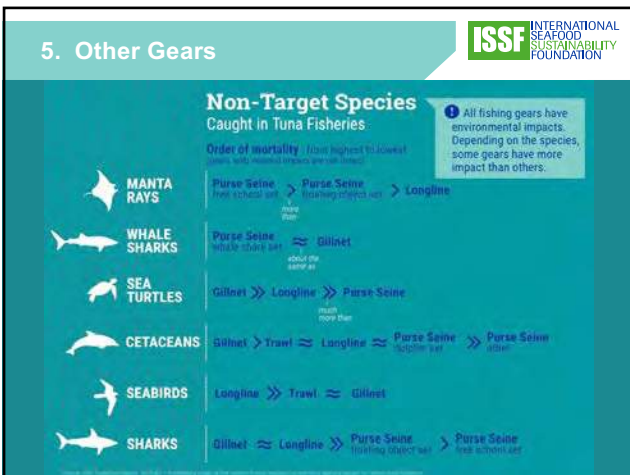 5. Other Gears
ISSF INTERNATIONAL
SEAFOOD
SUSTAINABILITY
FOUNDATION
Non-Target Species
Caught in Tuna Fisheries
Order of mortality: from highest to lowest
! All fishing gears have
environmental impacts.
Depending on the species,
some gears have more
impact than others.
MANTA
RAYS
Purse Seine
free school set
> Purse Seine
floating object set
> Longline
more
than
WHALE
SHARKS
Purse Seine
whale shark set
≈ Gillnet
about the
same as
SEA
TURTLES
Gillnet >> Longline >> Purse Seine
much
more than
CETACEANS
Gillnet > Trawl ≈ Longline ≈ Purse Seine
dolphin set
>> Purse Seine
other
SEABIRDS
Longline >> Trawl ≈ Gillnet
SHARKS
Gillnet ≈ Longline >> Purse Seine
floating object set
> Purse Seine
free school set